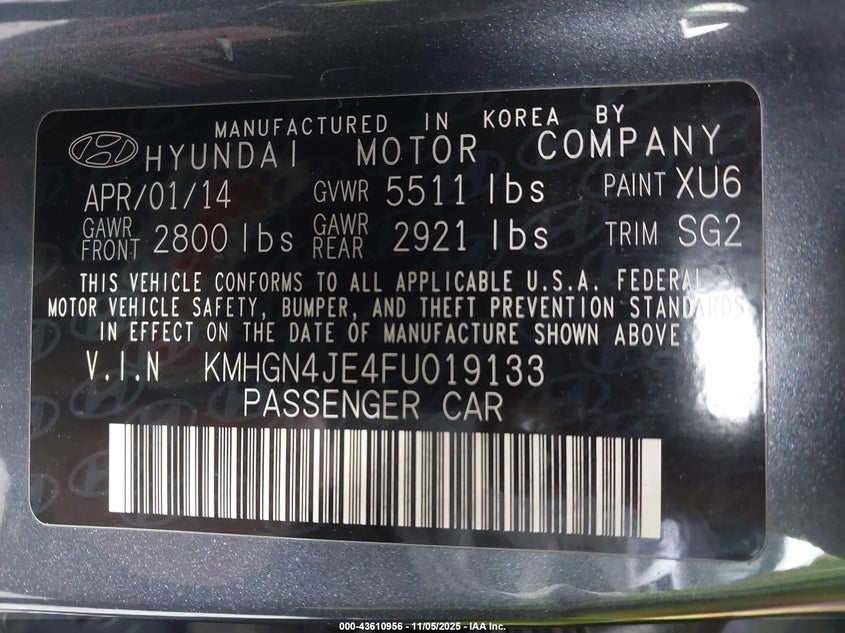 MANUFACTURED IN KOREA BY
HYUNDAI MOTOR COMPANY
APR/01/14 GVWR 5511 lbs PAINT XU6
GAWR FRONT 2800 lbs GAWR REAR 2921 lbs TRIM SG2
THIS VEHICLE CONFORMS TO ALL APPLICABLE U.S.A. FEDERAL
MOTOR VEHICLE SAFETY, BUMPER, AND THEFT PREVENTION STANDARDS
IN EFFECT ON THE DATE OF MANUFACTURE SHOWN ABOVE
V.I.N KMHGN4JE4FU019133
PASSENGER CAR
000-43610956 - 11/05/2025 - IAA Inc.